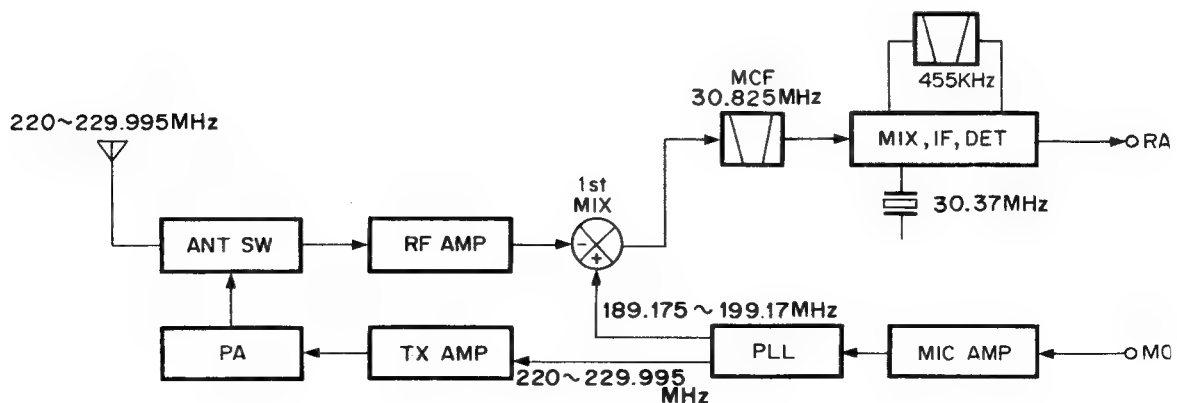 455KHz
MCF
30.825MHz
220~229.995MHz
MIX, IF, DET
RA
1st
MIX
30.37MHz
ANT SW
RF AMP
-
+
189.175~199.17MHz
PA
TX AMP
PLL
MIC AMP
MO
220~229.995
MHz